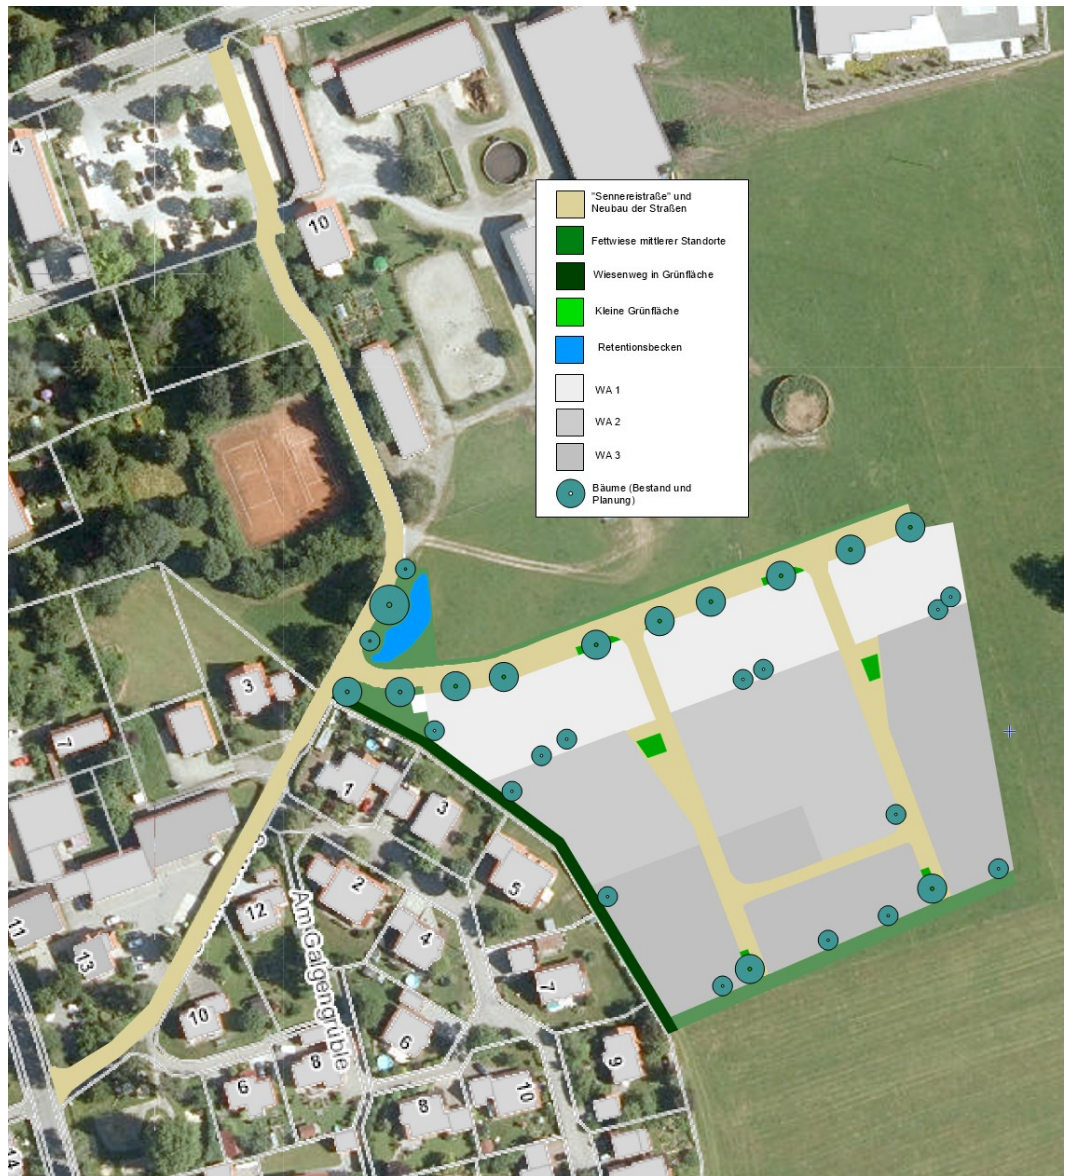 4
10
"Sennereistraße" und
Neubau der Straßen
Fettwiese mittlerer Standorte
Wiesenweg in Grünfläche
Kleine Grünfläche
Retentionsbecken
WA 1
WA 2
WA 3
Bäume (Bestand und
Planung)
3
1
3
2
5
12
4
11
13
Am Galgengrüble
10
6
9
8
6
10
8